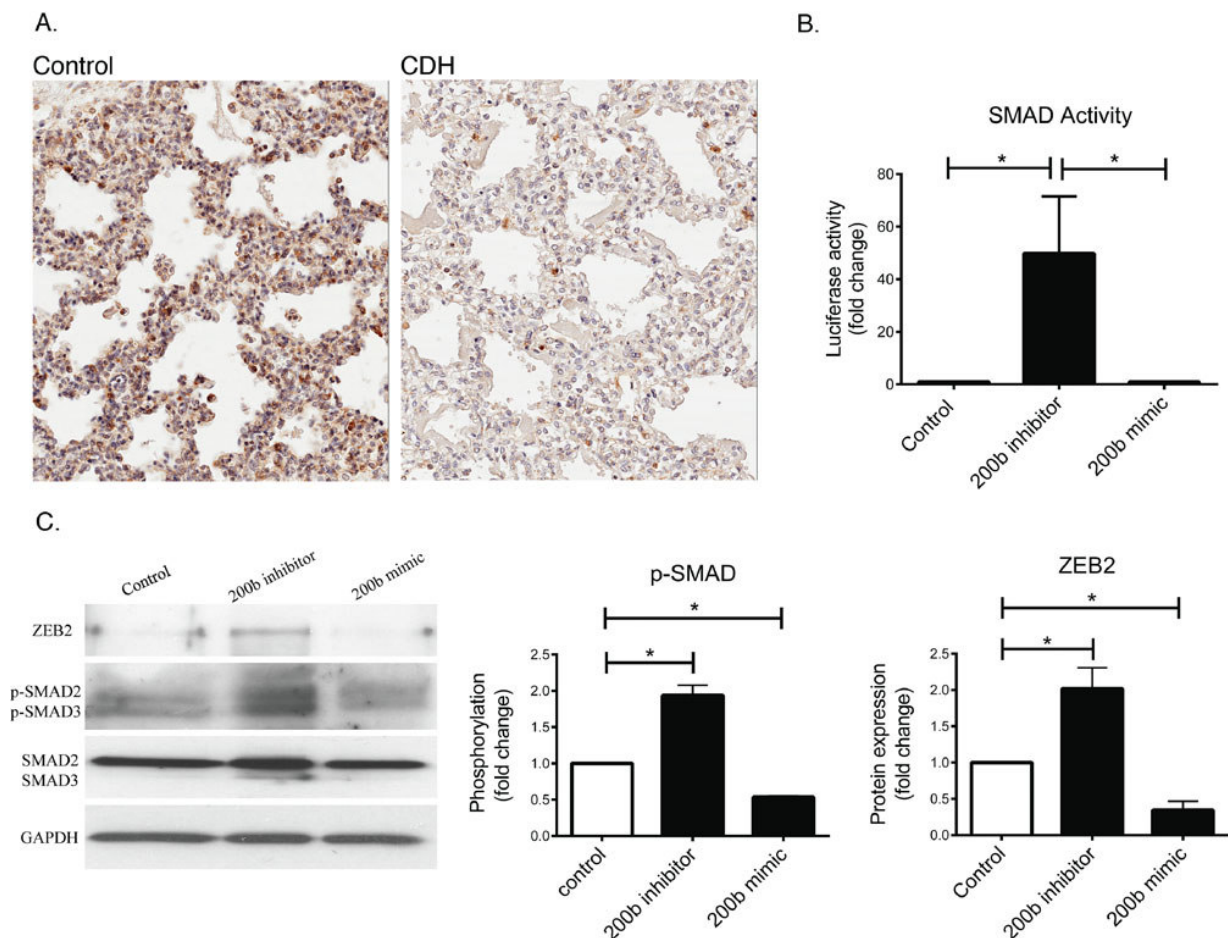 A.
Control
CDH
B.
SMAD Activity
*
*
Luciferase activity
(fold change)
80
60
40
20
0
Control
200b inhibitor
200b mimic
C.
Control
200b inhibitor
200b mimic
ZEB2
p-SMAD2
p-SMAD3
SMAD2
SMAD3
GAPDH
p-SMAD
*
*
Phosphorylation
(fold change)
2.5
2.0
1.5
1.0
0.5
0.0
control
200b inhibitor
200b mimic
ZEB2
*
*
Protein expression
(fold change)
2.5
2.0
1.5
1.0
0.5
0.0
Control
200b inhibitor
200b mimic